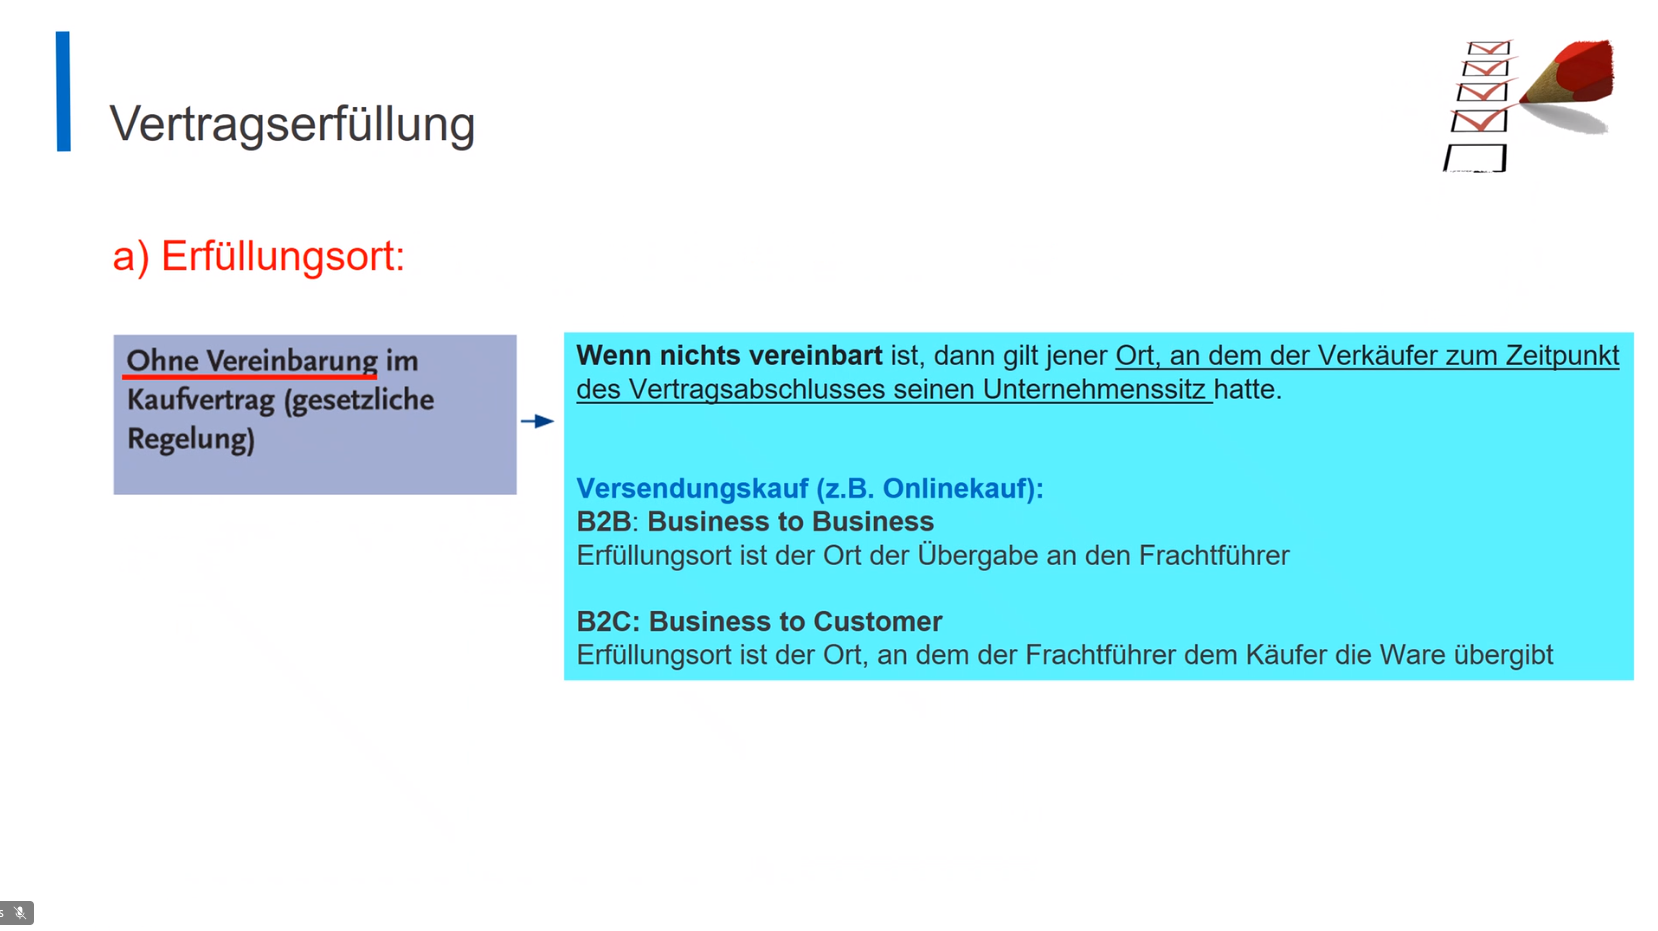 Vertragserfüllung
a) Erfüllungsort:
Ohne Vereinbarung im
Kaufvertrag (gesetzliche
Regelung)
Wenn nichts vereinbart ist, dann gilt jener Ort, an dem der Verkäufer zum Zeitpunkt
des Vertragsabschlusses seinen Unternehmenssitz hatte.
Versendungskauf (z.B. Onlinekauf):
B2B: Business to Business
Erfüllungsort ist der Ort der Übergabe an den Frachtführer
B2C: Business to Customer
Erfüllungsort ist der Ort, an dem der Frachtführer dem Käufer die Ware übergibt
s